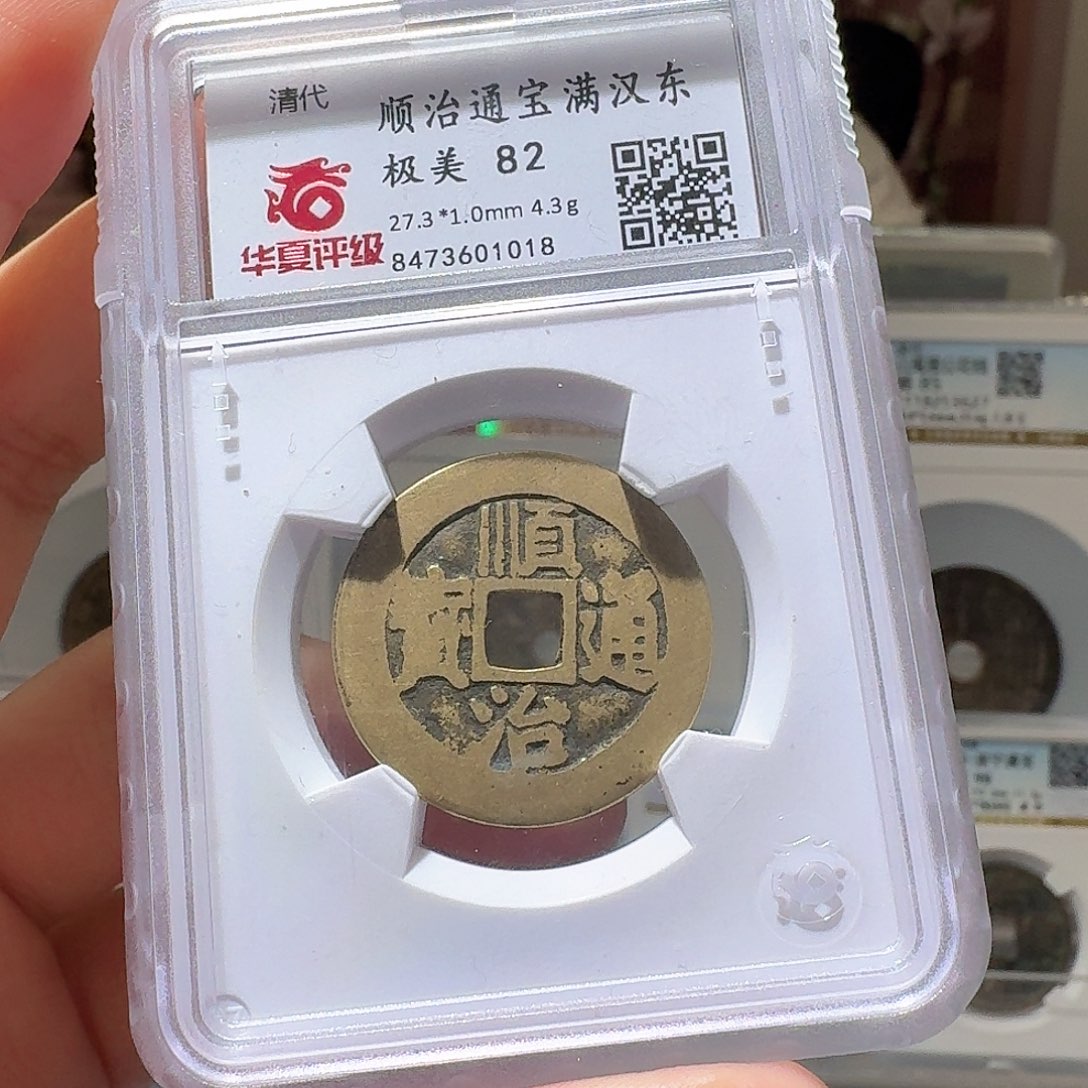 清代
顺治通宝满汉东
极美 82
27.3*1.0mm 4.3g
华夏评级
8473601018
順
寶
通
治